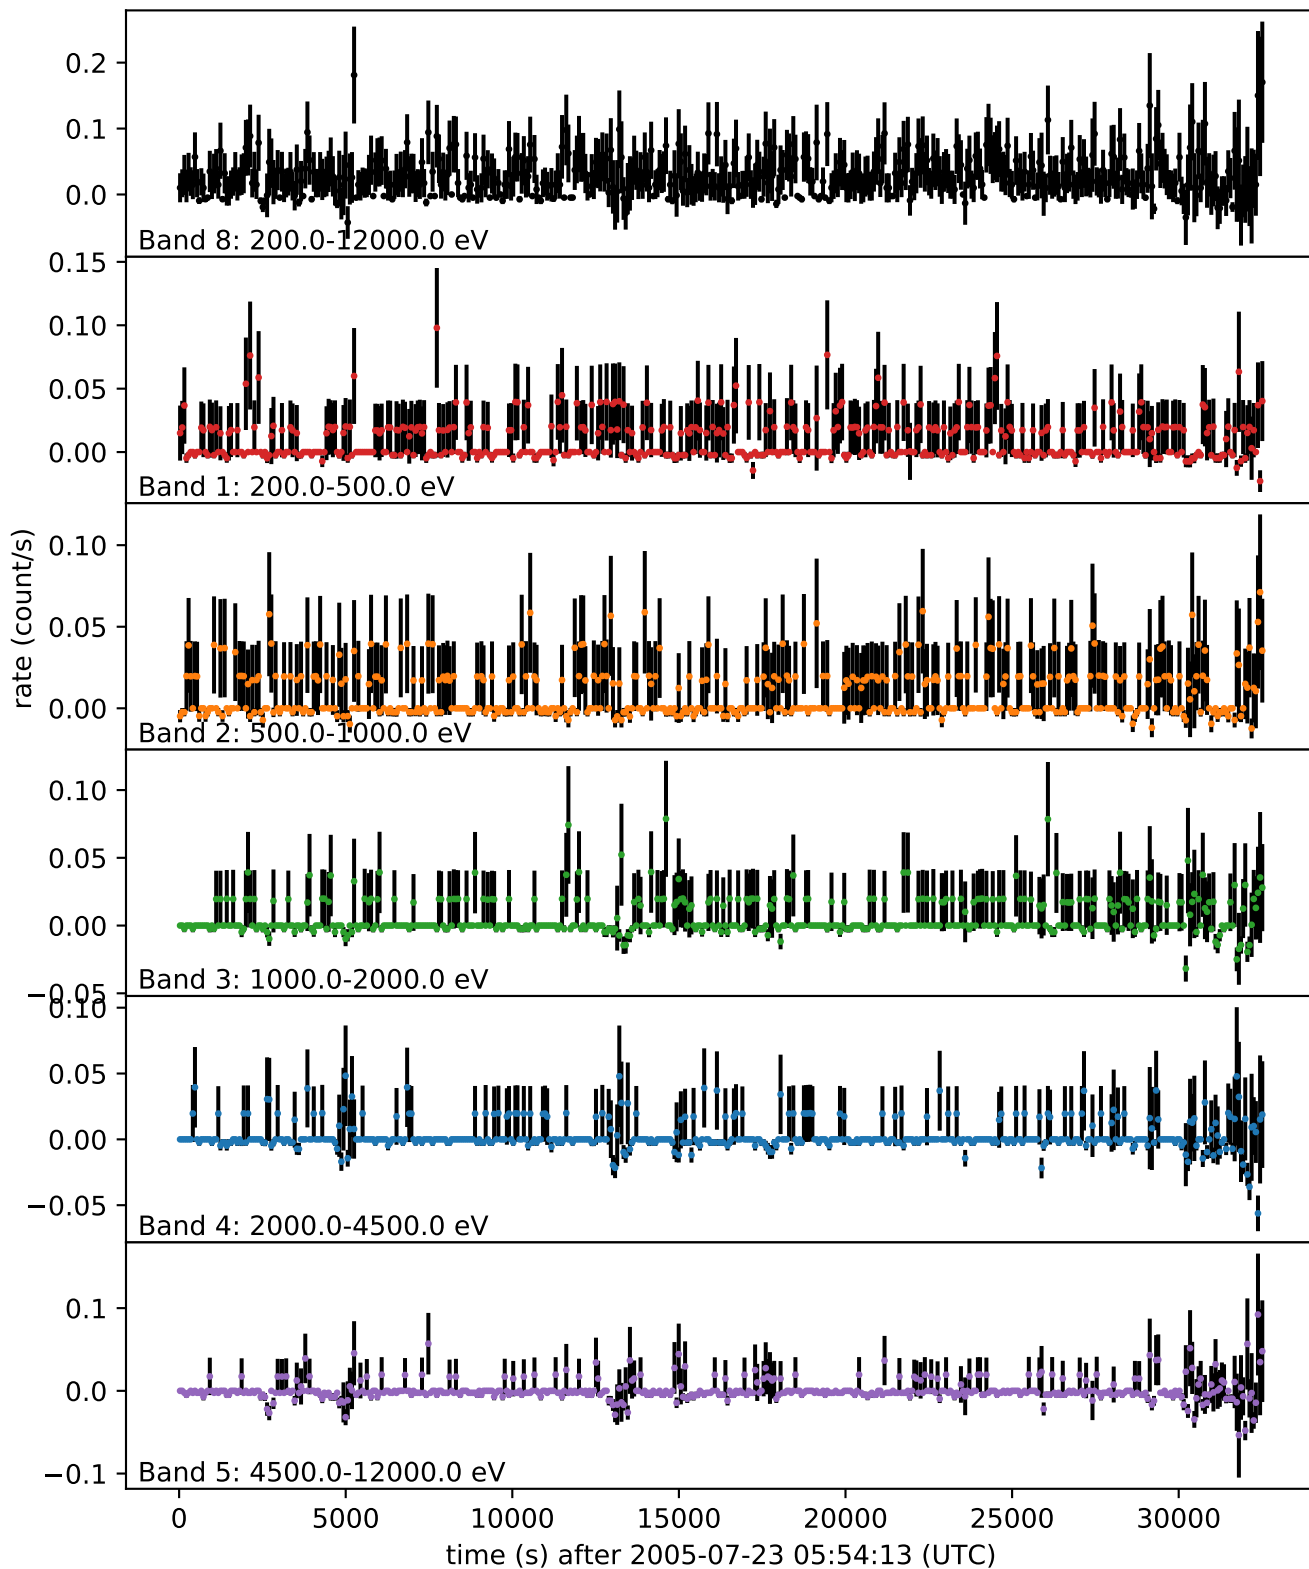 0.2
0.1
0.0
Band 8: 200.0-12000.0 eV
0.15
0.10
0.05
0.00
Band 1: 200.0-500.0 eV
rate (count/s)
0.10
0.05
0.00
Band 2: 500.0-1000.0 eV
0.10
0.05
0.00
−0.05
Band 3: 1000.0-2000.0 eV
0.10
0.05
0.00
−0.05
Band 4: 2000.0-4500.0 eV
0.1
0.0
−0.1
Band 5: 4500.0-12000.0 eV
0 5000 10000 15000 20000 25000 30000
time (s) after 2005-07-23 05:54:13 (UTC)